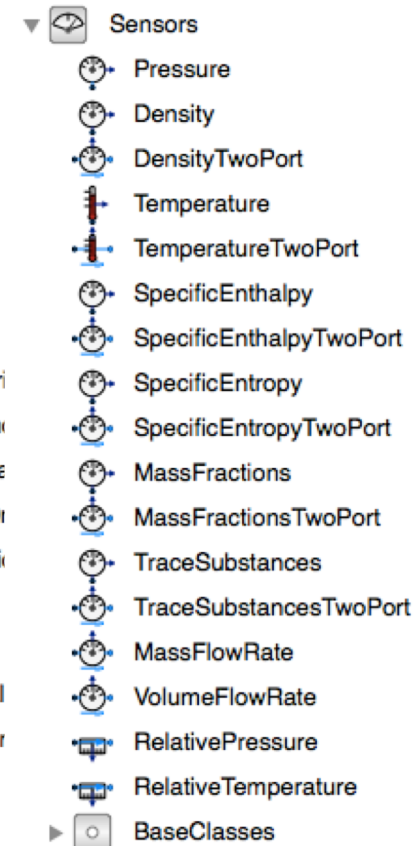 Sensors
Pressure
Density
DensityTwoPort
Temperature
TemperatureTwoPort
SpecificEnthalpy
SpecificEnthalpyTwoPort
SpecificEntropy
SpecificEntropyTwoPort
MassFractions
MassFractionsTwoPort
TraceSubstances
TraceSubstancesTwoPort
MassFlowRate
VolumeFlowRate
RelativePressure
RelativeTemperature
BaseClasses